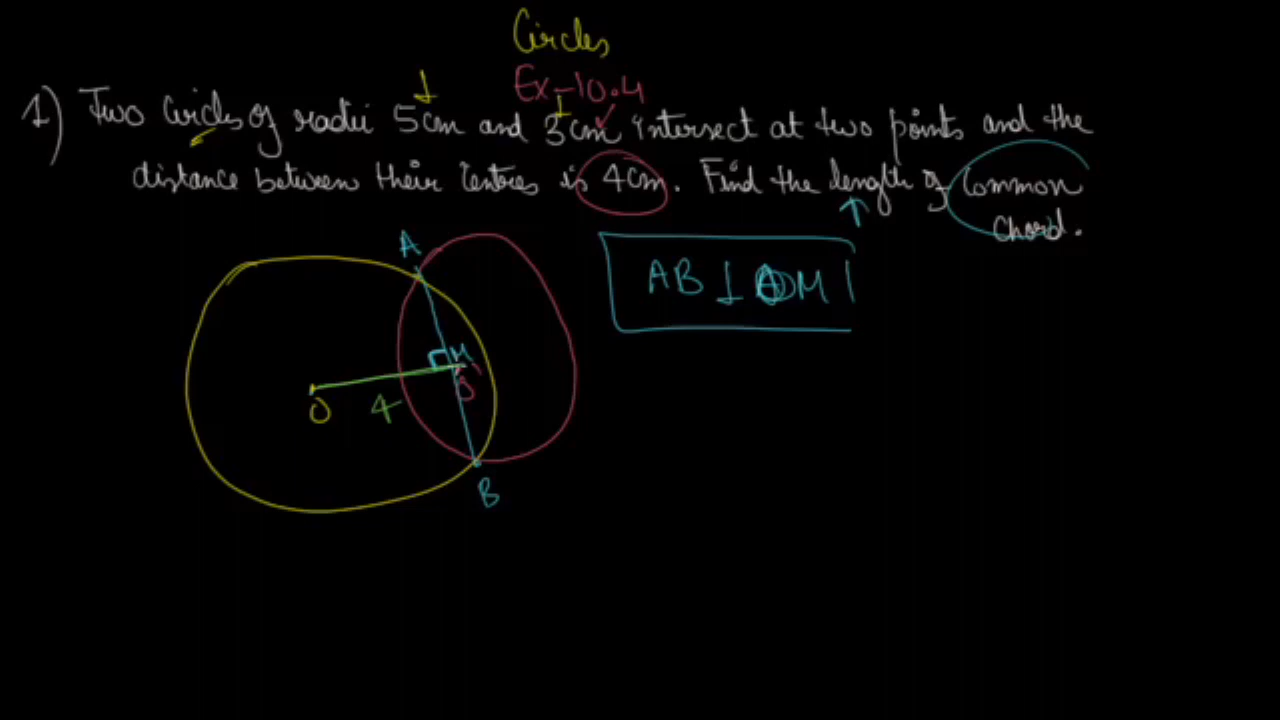 Circles
Ex-10.4
1) Two circles of radii 5cm and 3cm intersect at two points and the
distance between their centres is 4cm. Find the length of common
chord.
A
AB ⊥ OM
M
O
4
B